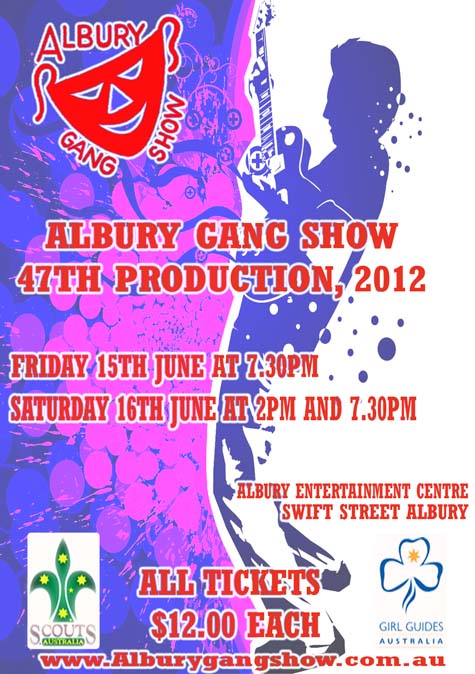 ALBURY
GANG SHOW
ALBURY GANG SHOW
47TH PRODUCTION, 2012
FRIDAY 15TH JUNE AT 7.30PM
SATURDAY 16TH JUNE AT 2PM AND 7.30PM
ALBURY ENTERTAINMENT CENTRE
SWIFT STREET ALBURY
SCOUTS
AUSTRALIA
ALL TICKETS
$12.00 EACH
GIRL GUIDES
AUSTRALIA
www.Alburygangshow.com.au